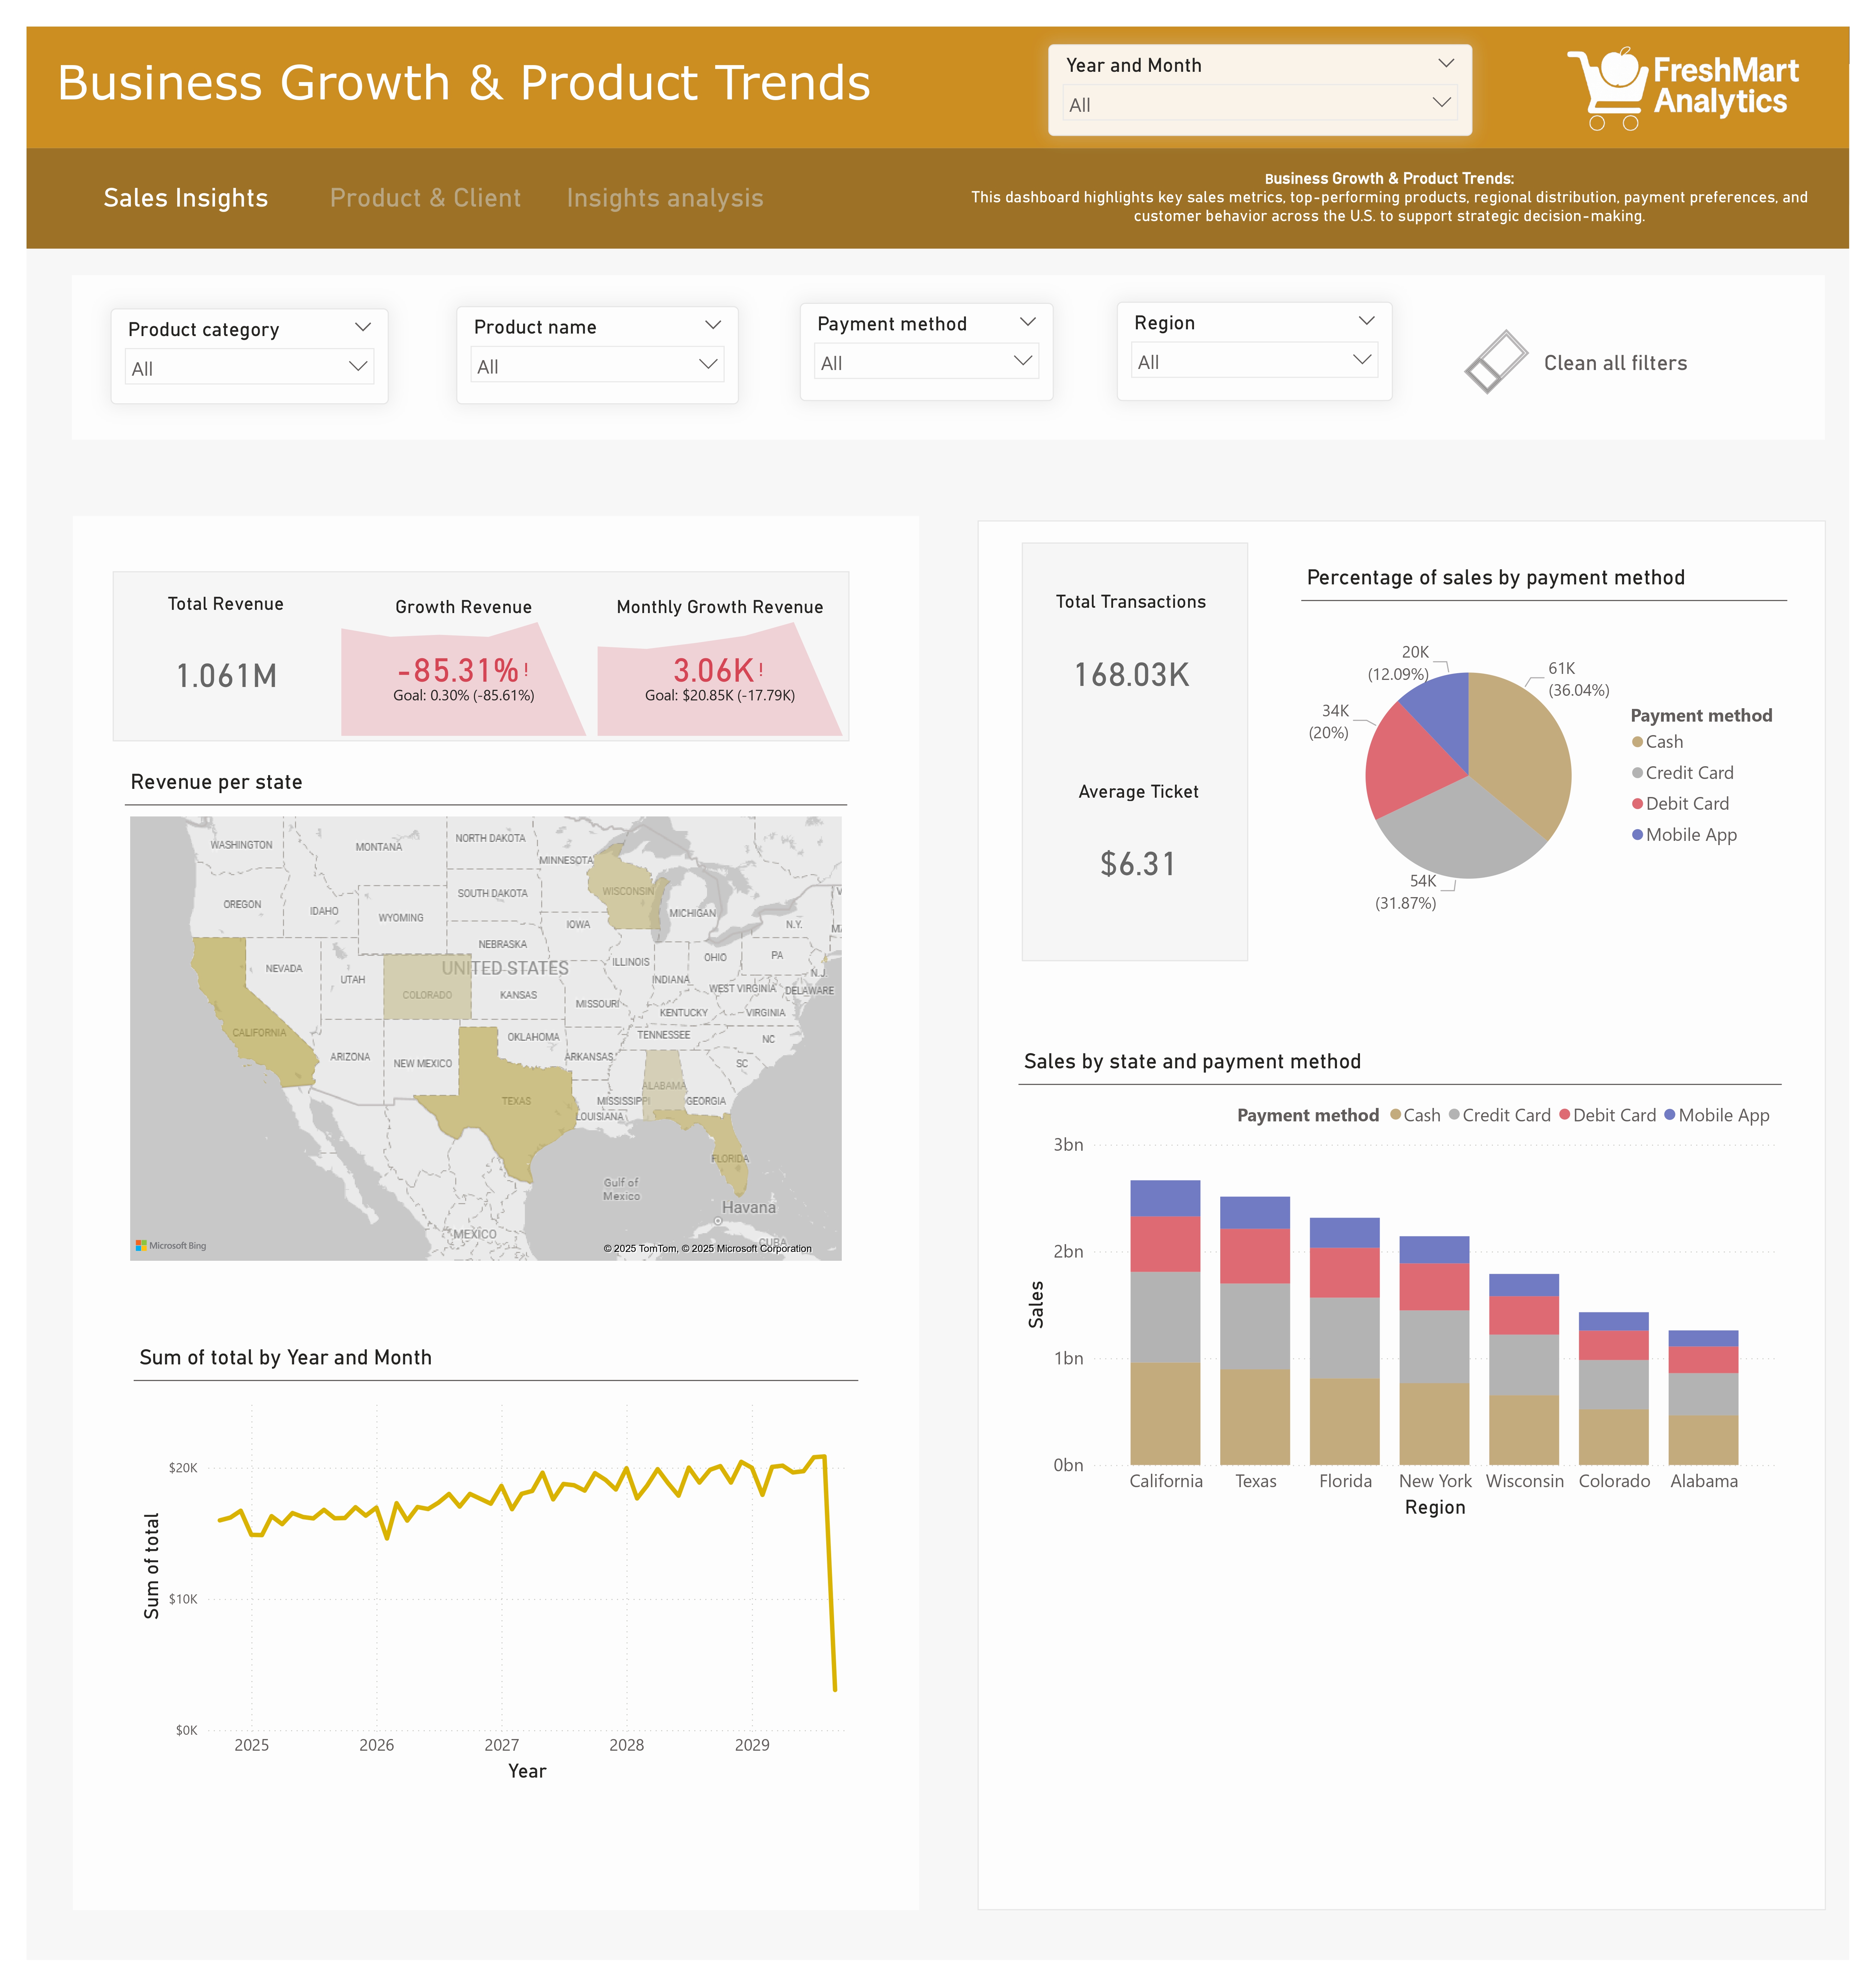 Business Growth & Product Trends
Year and Month
All
FreshMart
Analytics
Sales Insights
Product & Client
Insights analysis
Business Growth & Product Trends:
This dashboard highlights key sales metrics, top-performing products, regional distribution, payment preferences, and
customer behavior across the U.S. to support strategic decision-making.
Product category
All
Product name
All
Payment method
All
Region
All
Clean all filters
Total Revenue
1.061M
Growth Revenue
-85.31%!
Goal: 0.30% (-85.61%)
Monthly Growth Revenue
3.06K!
Goal: $20.85K (-17.79K)
Revenue per state
WASHINGTON
MONTANA
NORTH DAKOTA
MINNESOTA
OREGON
IDAHO
WYOMING
SOUTH DAKOTA
WISCONSIN
MICHIGAN
IOWA
N.Y.
NEBRASKA
NEVADA
UTAH
COLORADO
UNITED STATES
KANSAS
ILLINOIS
INDIANA
OHIO
PA
N.J.
MISSOURI
WEST VIRGINIA
DELAWARE
KENTUCKY
VIRGINIA
CALIFORNIA
ARIZONA
NEW MEXICO
OKLAHOMA
ARKANSAS
TENNESSEE
NC
SC
TEXAS
ALABAMA
MISSISSIPPI
GEORGIA
LOUISIANA
FLORIDA
Gulf of
Mexico
Havana
MEXICO
CUBA
Microsoft Bing
© 2025 TomTom, © 2025 Microsoft Corporation
Sum of total by Year and Month
Sum of total
$20K
$10K
$0K
2025
2026
2027
2028
2029
Year
Total Transactions
168.03K
Average Ticket
$6.31
Percentage of sales by payment method
20K
(12.09%)
61K
(36.04%)
34K
(20%)
54K
(31.87%)
Payment method
Cash
Credit Card
Debit Card
Mobile App
Sales by state and payment method
Payment method Cash Credit Card Debit Card Mobile App
Sales
3bn
2bn
1bn
0bn
California
Texas
Florida
New York
Wisconsin
Colorado
Alabama
Region